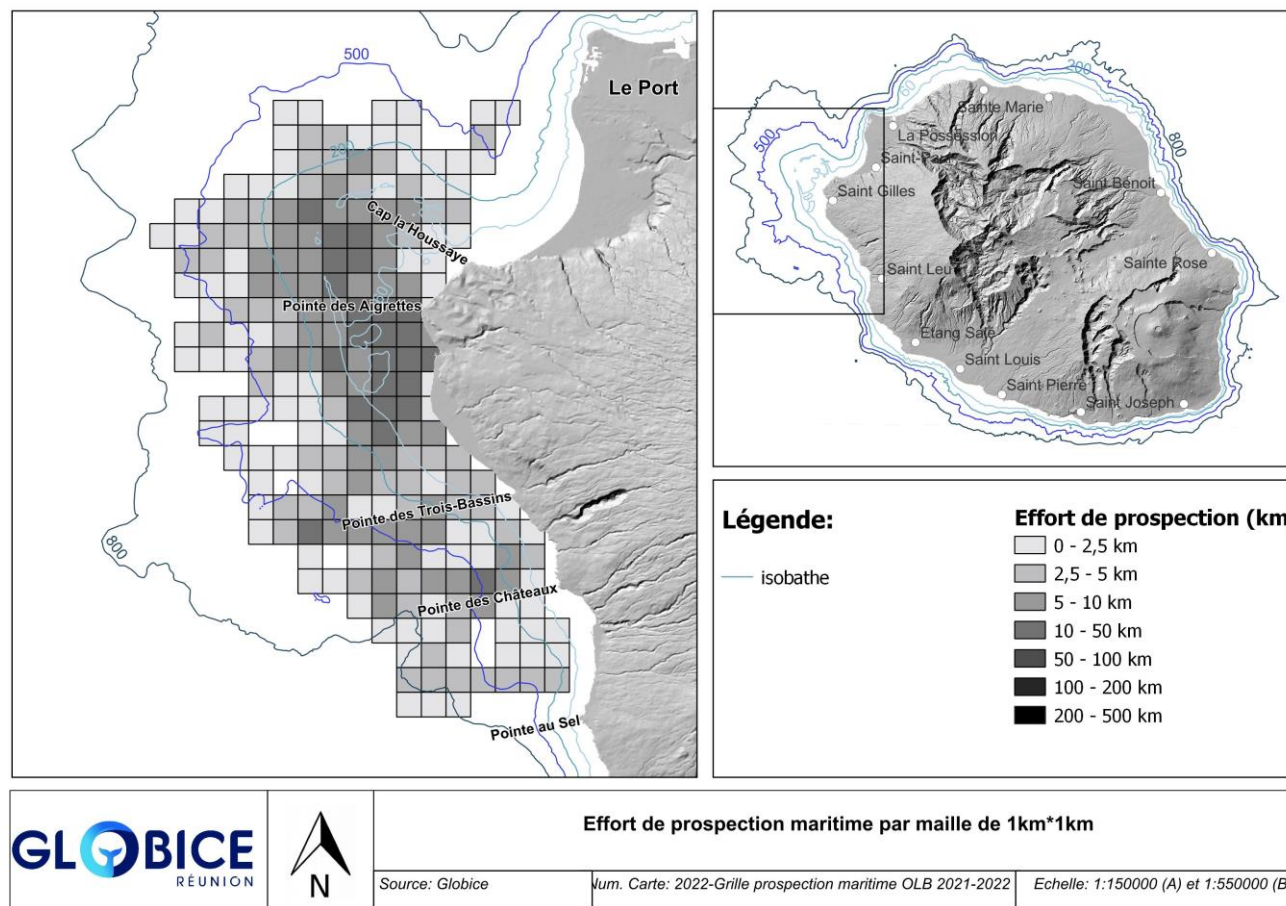 500
Le Port
200
Cap la Houssaye
Pointe des Aigrettes
60
Pointe des Trois-Bassins
800
Pointe des Châteaux
Pointe au Sel
200
60
Sainte Marie
La Possession
800
500
Saint-Paul
Saint Benoit
Saint Gilles
Sainte Rose
Saint Leu
Etang Salé
Saint Louis
Saint Pierre
Saint Joseph
Légende:
isobathe
Effort de prospection (km
0 - 2,5 km
2,5 - 5 km
5 - 10 km
10 - 50 km
50 - 100 km
100 - 200 km
200 - 500 km
GLOBICE
RÉUNION
N
Effort de prospection maritime par maille de 1km*1km
Source: Globice
Num. Carte: 2022-Grille prospection maritime OLB 2021-2022
Echelle: 1:150000 (A) et 1:550000 (B